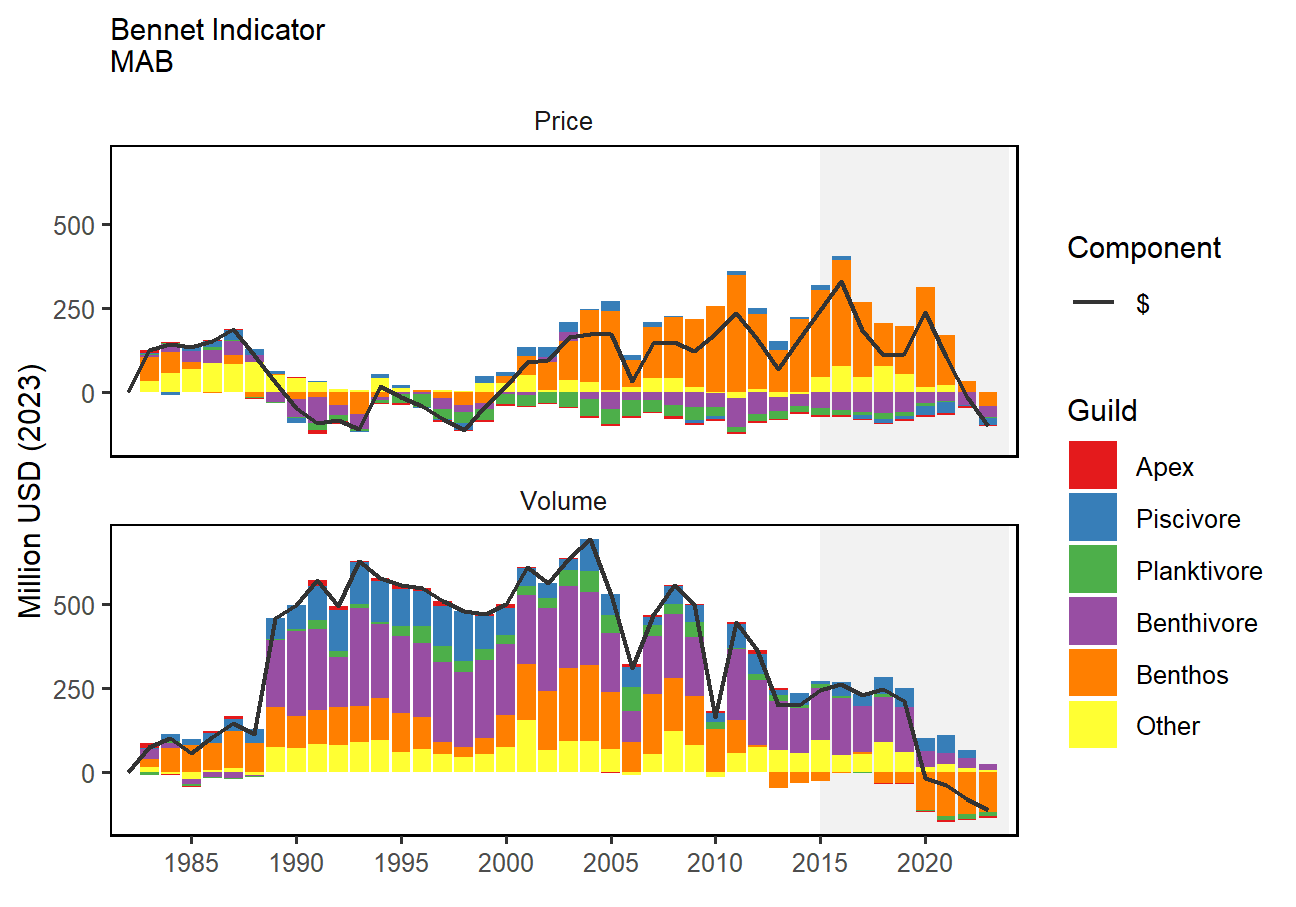 Bennet Indicator
MAB
Price
500
250
0
Volume
500
250
0
1985 1990 1995 2000 2005 2010 2015 2020
Million USD (2023)
Component
$
Guild
Apex
Piscivore
Planktivore
Benthivore
Benthos
Other